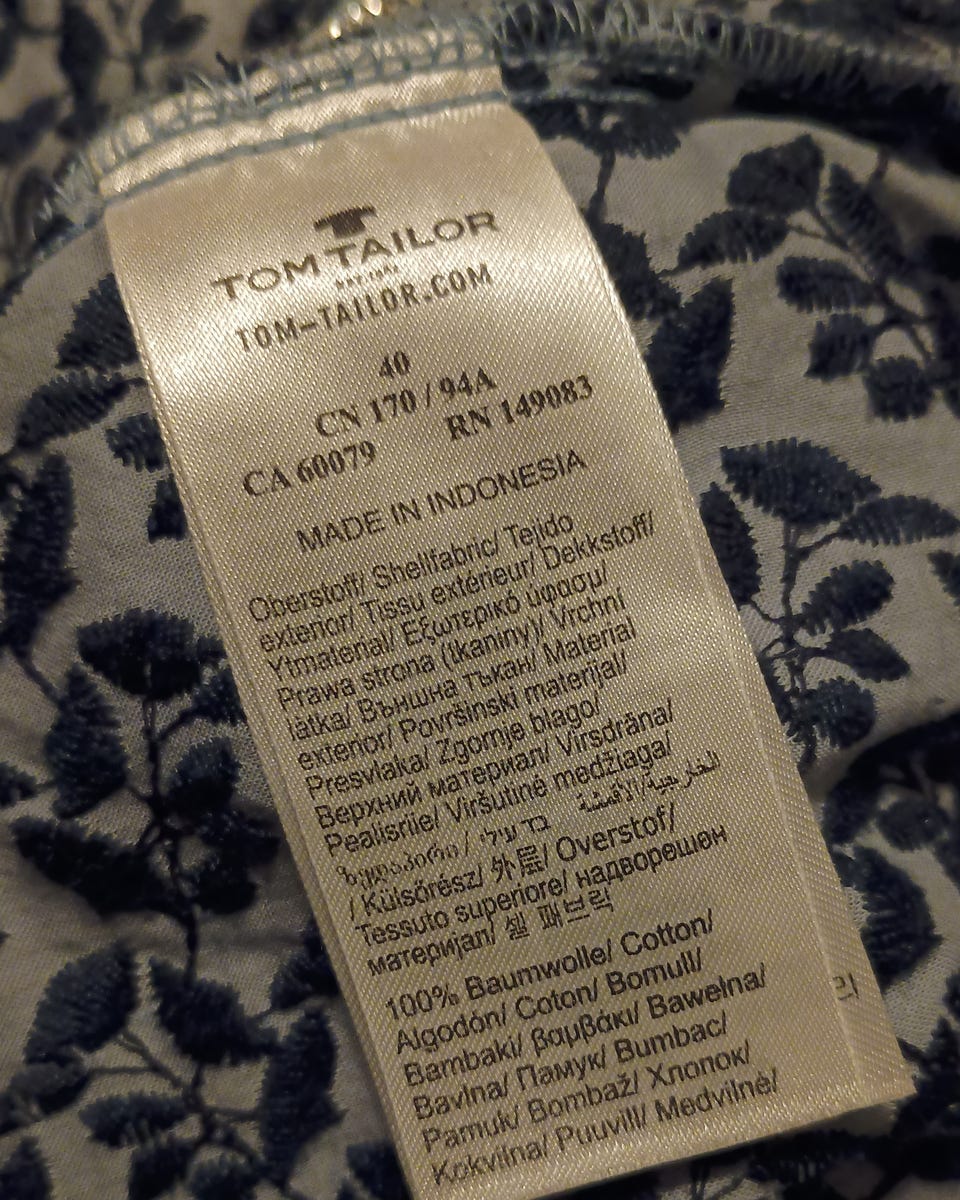 TOM TAILOR
TOM-TAILOR.COM
40
CN 170 / 94A
CA 60079 RN 149083
MADE IN INDONESIA
Oberstoff/ Shellfabric/ Tejido
exterior/ Tissu extérieur/ Dekkstoff/
Ytmaterial/ Εξωτερικό ύφασμ/
Prawa strona (tkaniny)/ Vrchní
látka/ Външна тъкан/ Material
exterior/ Površinski materijal/
Presvlaka/ Zgornje blago/
Верхний материал/ Virsdrāna/
Pealisriie/ Viršutinė medžiaga/
/ בד עילי
/ Külsőrész/ 外層/ Overstof/
Tessuto superiore/ надворешен
материјал/ 셸 패브릭
100% Baumwolle/ Cotton/
Algodón/ Coton/ Bomull/
Bambaki/ βαμβάκι/ Bawełna/
Bavlna/ Памук/ Bumbac/
Pamuk/ Bombaž/ Хлопок/
Kokvilna/ Puuvill/ Medvilnė/